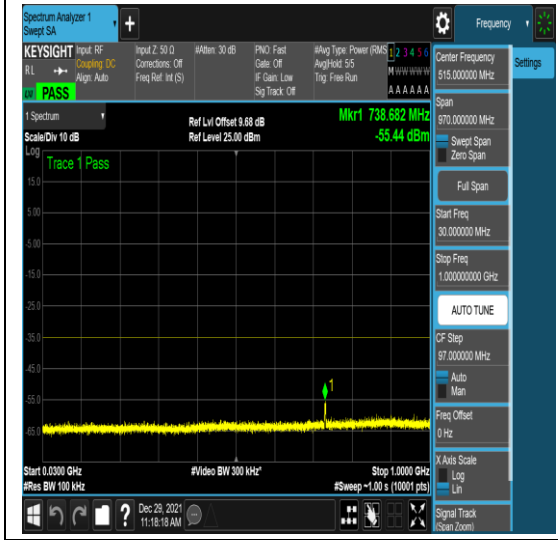 Spectrum Analyzer 1
Swept SA
Frequency
KEYSIGHT
RL
Input: RF
Coupling: DC
Align: Auto
Input Z: 50 Ω
Corrections: Off
Freq Ref: Int (S)
#Atten: 30 dB
PNO: Fast
Gate: Off
IF Gain: Low
Sig Track: Off
#Avg Type: Power (RMS
Avg|Hold: 5/5
Trig: Free Run
1 2 3 4 5 6
M W W W W W
A A A A A A
PASS
1 Spectrum
Scale/Div 10 dB
Ref Lvl Offset 9.68 dB
Ref Level 25.00 dBm
Mkr1 738.682 MHz
-55.44 dBm
Log
Trace 1 Pass
15.0
5.00
-5.00
-15.0
-25.0
-35.0
-45.0
-55.0
-65.0
1
Start 0.0300 GHz
#Res BW 100 kHz
#Video BW 300 kHz*
Stop 1.0000 GHz
#Sweep ~1.00 s (10001 pts)
?
Dec 29, 2021
11:18:18 AM
Center Frequency
515.000000 MHz
Settings
Span
970.000000 MHz
Swept Span
Zero Span
Full Span
Start Freq
30.000000 MHz
Stop Freq
1.000000000 GHz
AUTO TUNE
CF Step
97.000000 MHz
Auto
Man
Freq Offset
0 Hz
X Axis Scale
Log
Lin
Signal Track
(Span Zoom)